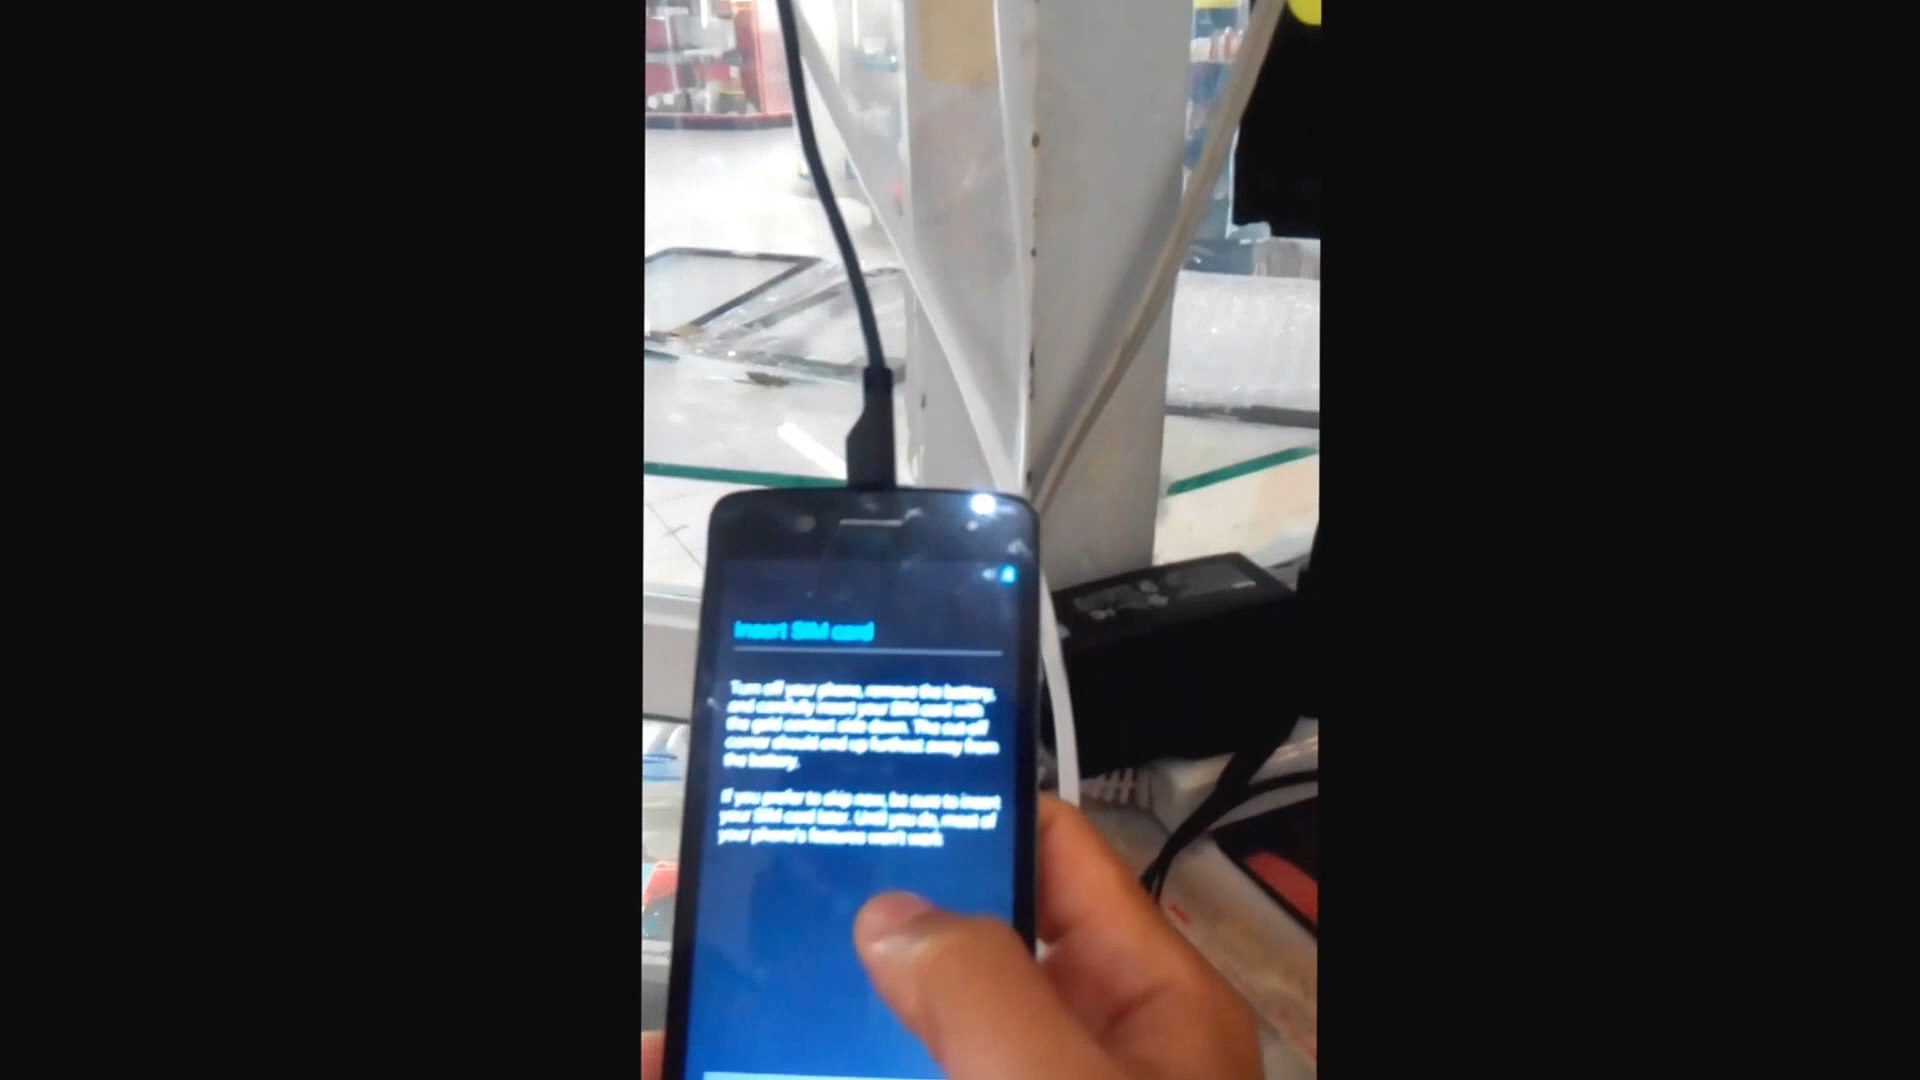 Insert SIM card
Turn off your phone, remove the battery,
and carefully insert your SIM card with
the gold contact side down. The cut-off
corner should end up furthest away from
the battery.
If you prefer to skip now, be sure to insert
your SIM card later. Until you do, most of
your phone's features won't work